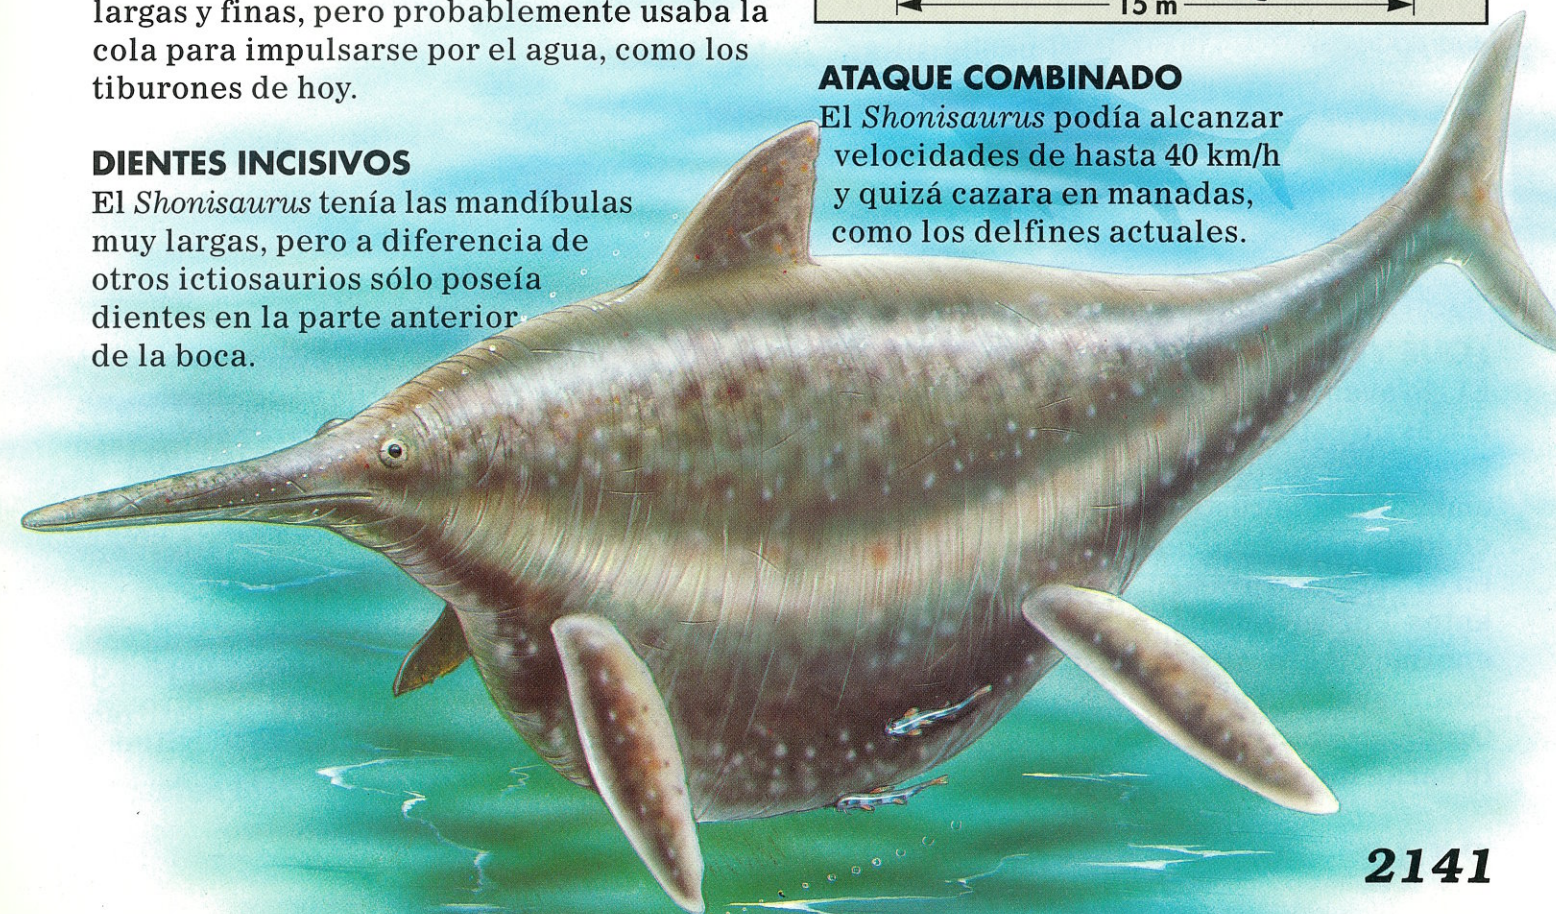 largas y finas, pero probablemente usaba la
cola para impulsarse por el agua, como los
tiburones de hoy.
DIENTES INCISIVOS
El Shonisaurus tenía las mandíbulas
muy largas, pero a diferencia de
otros ictiosaurios sólo poseía
dientes en la parte anterior
de la boca.
15 m
ATAQUE COMBINADO
El Shonisaurus podía alcanzar
velocidades de hasta 40 km/h
y quizá cazara en manadas,
como los delfines actuales.
2141